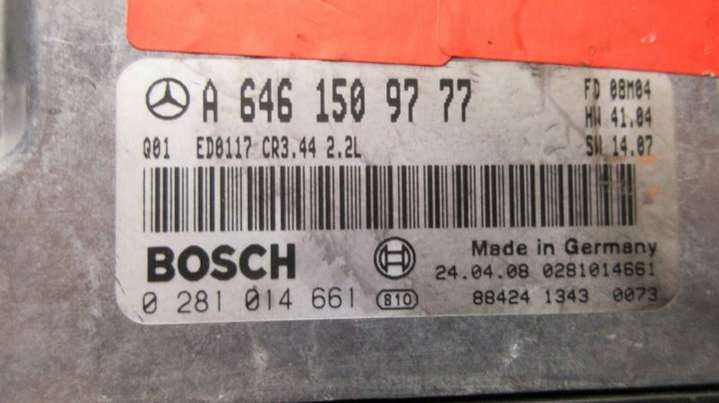 A 646 150 97 77
FD 08M04
HW 41.04
Q01 ED0117 CR3.44 2.2L
SW 14.07
BOSCH
Made in Germany
24.04.08 0281014661
0 281 014 661 810
88424 1343 0073